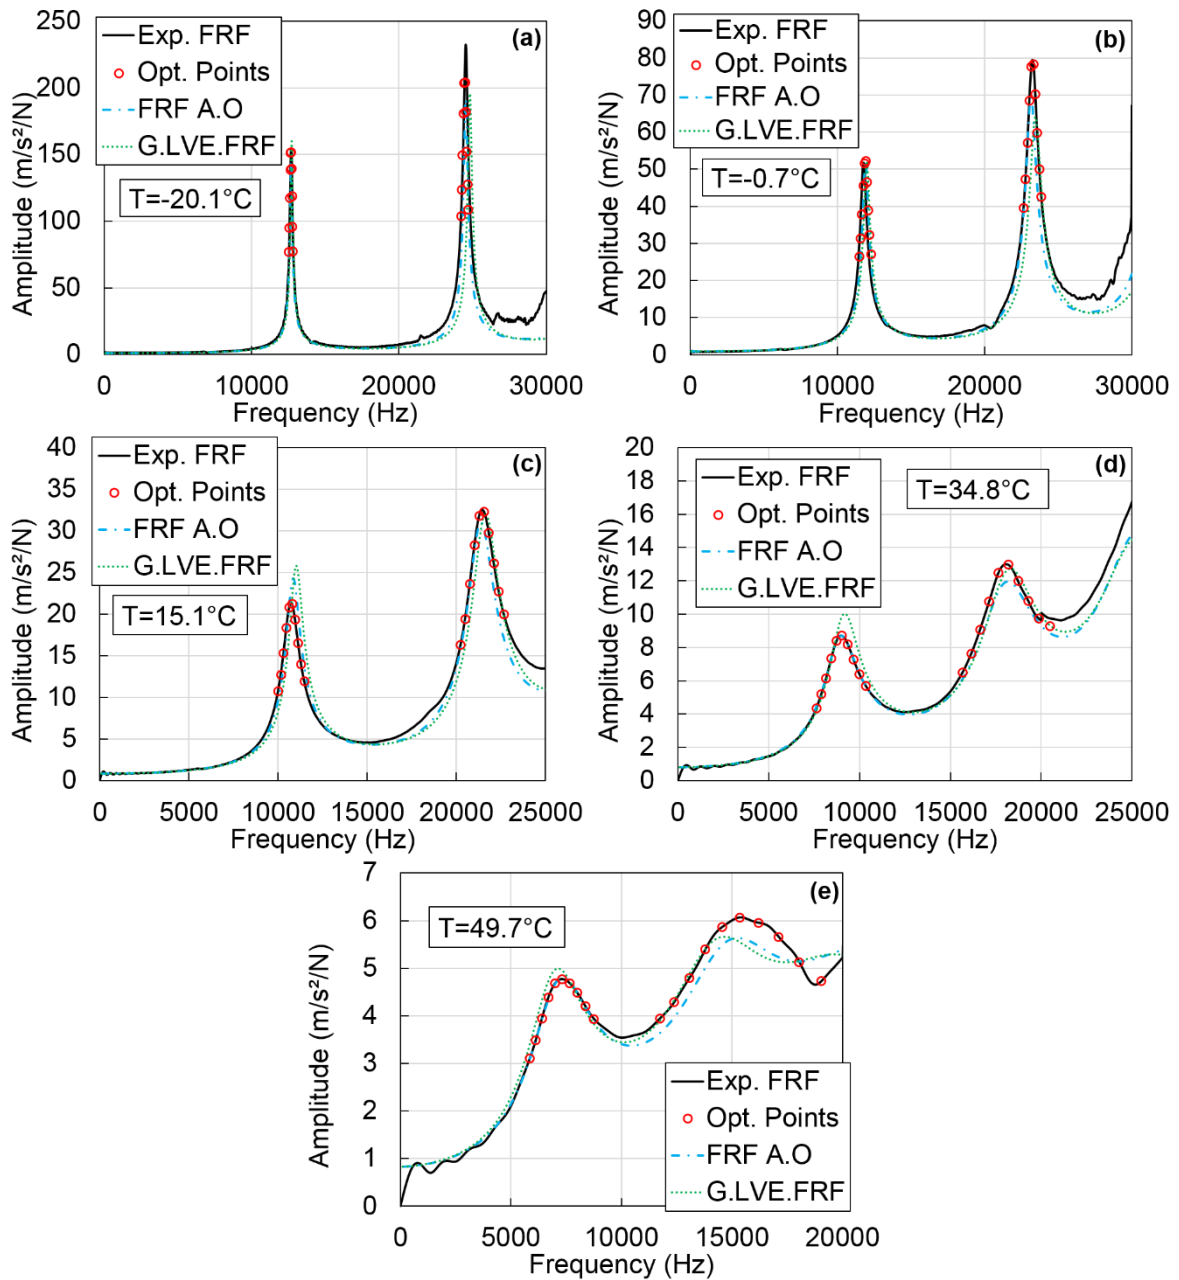 (a)
Exp. FRF
Opt. Points
FRF A.O
G.LVE.FRF
T=-20.1°C
Amplitude (m/s²/N)
250
200
150
100
50
0
0 10000 20000 30000
Frequency (Hz)
(b)
Exp. FRF
Opt. Points
FRF A.O
G.LVE.FRF
T=-0.7°C
Amplitude (m/s²/N)
90
80
70
60
50
40
30
20
10
0
0 10000 20000 30000
Frequency (Hz)
(c)
Exp. FRF
Opt. Points
FRF A.O
G.LVE.FRF
T=15.1°C
Amplitude (m/s²/N)
40
35
30
25
20
15
10
5
0
0 5000 10000 15000 20000 25000
Frequency (Hz)
(d)
Exp. FRF
Opt. Points
FRF A.O
G.LVE.FRF
T=34.8°C
Amplitude (m/s²/N)
20
18
16
14
12
10
8
6
4
2
0
0 5000 10000 15000 20000 25000
Frequency (Hz)
(e)
T=49.7°C
Exp. FRF
Opt. Points
FRF A.O
G.LVE.FRF
Amplitude (m/s²/N)
7
6
5
4
3
2
1
0
0 5000 10000 15000 20000
Frequency (Hz)